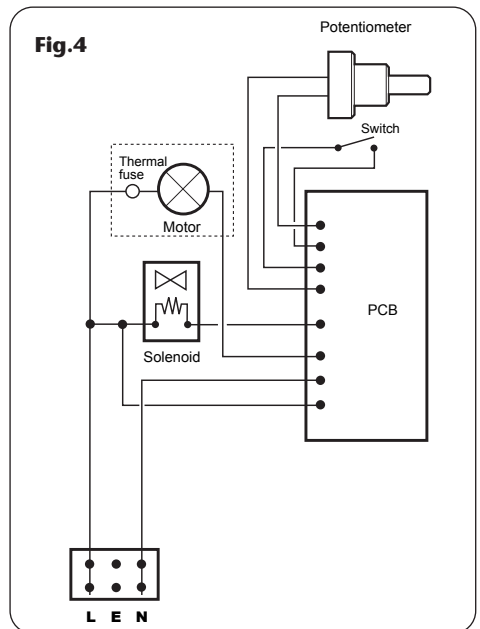 Fig.4
Potentiometer
Switch
Thermal
fuse
Motor
PCB
Solenoid
L E N